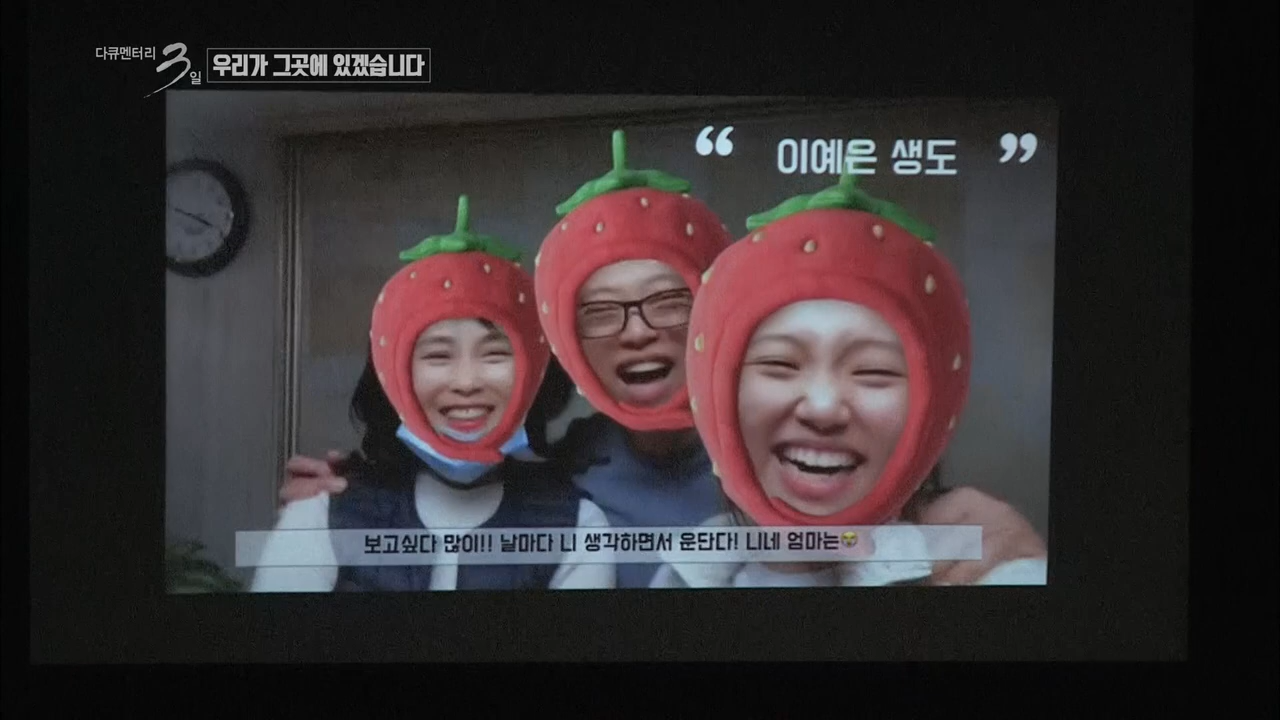 다큐멘터리 3일
우리가 그곳에 있겠습니다
“ 이예은 생도 ”
보고싶다 많이!! 날마다 니 생각하면서 운단다! 니네 엄마는😭